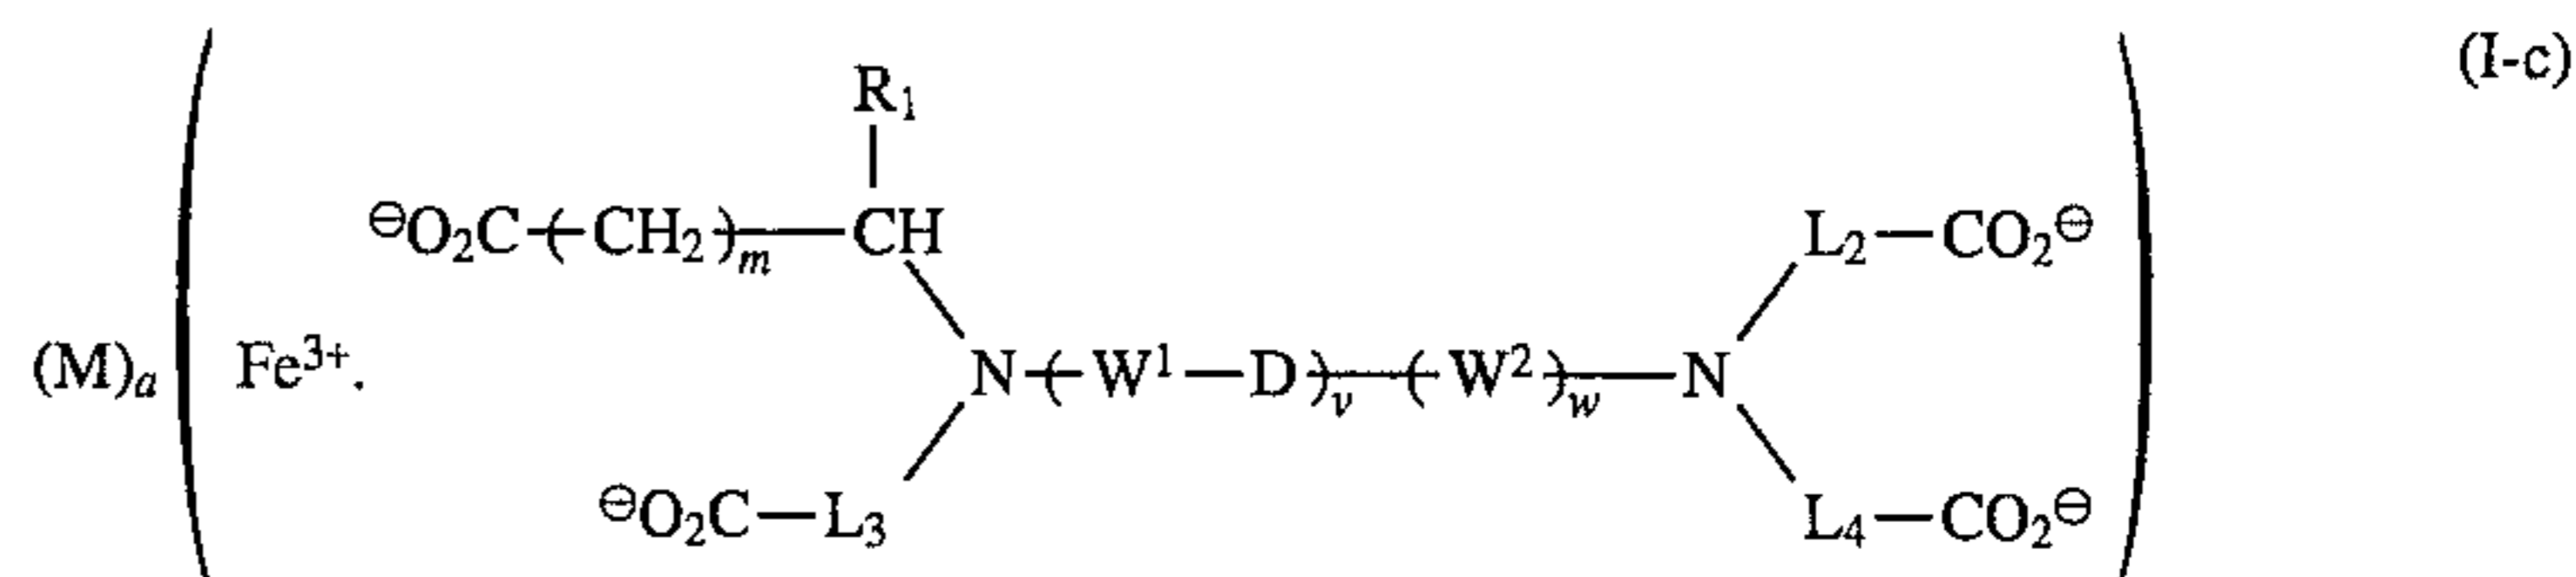 (I-c)
R₁
⊖O₂C-(CH₂)ₘ—CH L₂—CO₂⊖
(M)ₐ ( Fe³⁺. N-(W¹—D)ᵥ—(W²)w—N )
⊖O₂C—L₃ L₄—CO₂⊖